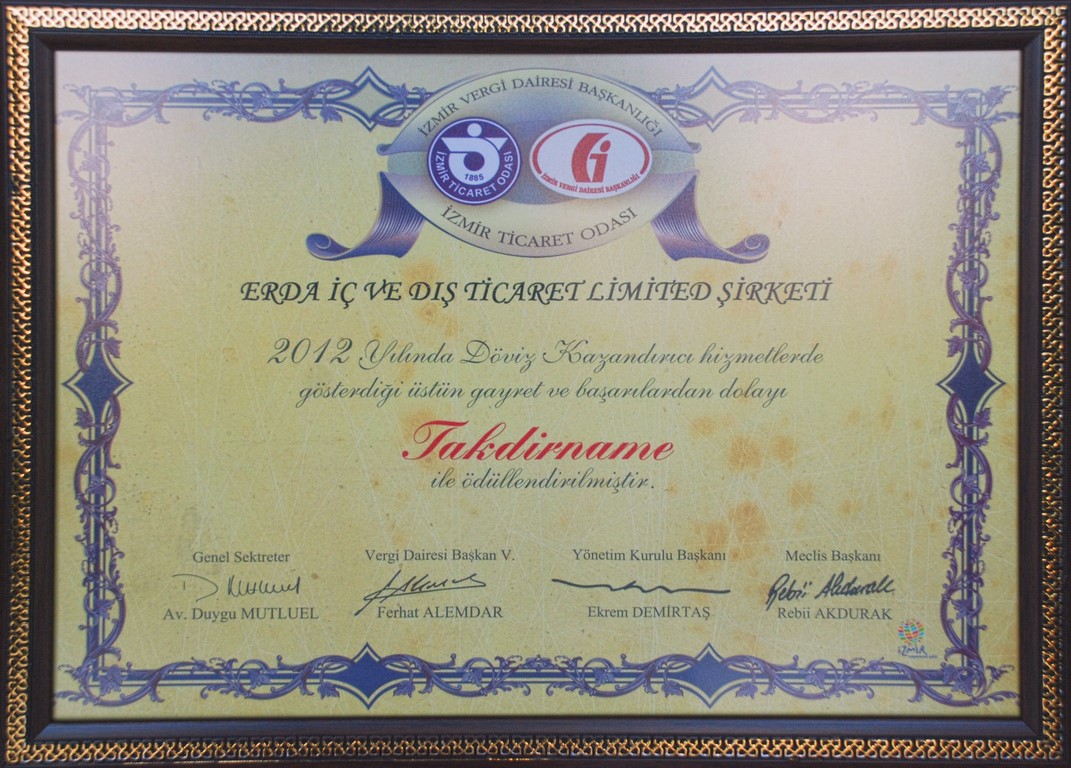 İZMİR VERGİ DAİRESİ BAŞKANLIĞI
İZMİR TİCARET ODASI
1885
İZMİR VERGİ DAİRESİ BAŞKANLIĞI
İZMİR TİCARET ODASI
ERDA İÇ VE DIŞ TİCARET LİMİTED ŞİRKETİ
2012 Yılında Döviz Kazandırıcı hizmetlerde
gösterdiği üstün gayret ve başarılardan dolayı
Takdirname
ile ödüllendirilmiştir.
Genel Sektreter Vergi Dairesi Başkan V. Yönetim Kurulu Başkanı Meclis Başkanı
Rebii Akdurak
Av. Duygu MUTLUEL Ferhat ALEMDAR Ekrem DEMİRTAŞ Rebii AKDURAK
İZMİR